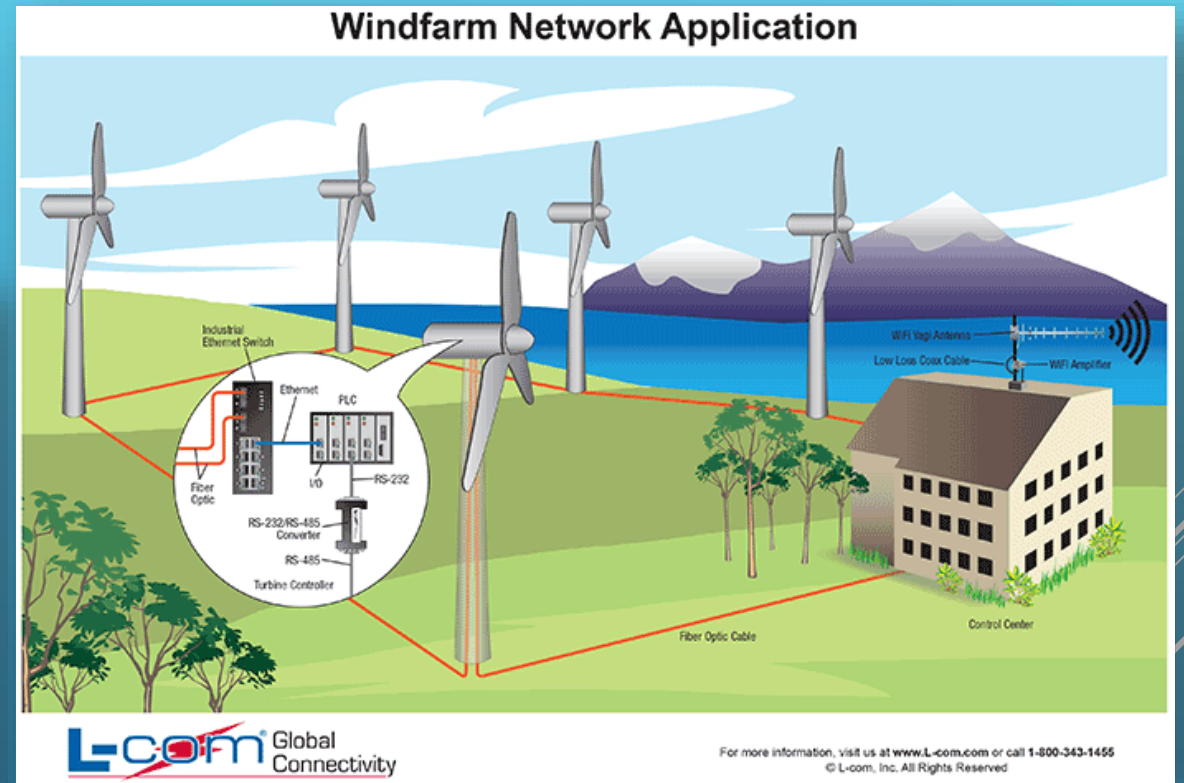 Windfarm Network Application
Industrial
Ethernet Switch
Ethernet
PLC
Fiber
Optic
I/O
RS-232
RS-232/RS-485
Converter
RS-485
Turbine Controller
WiFi Yagi Antenna
Low Loss Coax Cable
WiFi Amplifier
Fiber Optic Cable
Control Center
L-com Global
Connectivity
For more information, visit us at www.L-com.com or call 1-800-343-1455
© L-com, Inc. All Rights Reserved